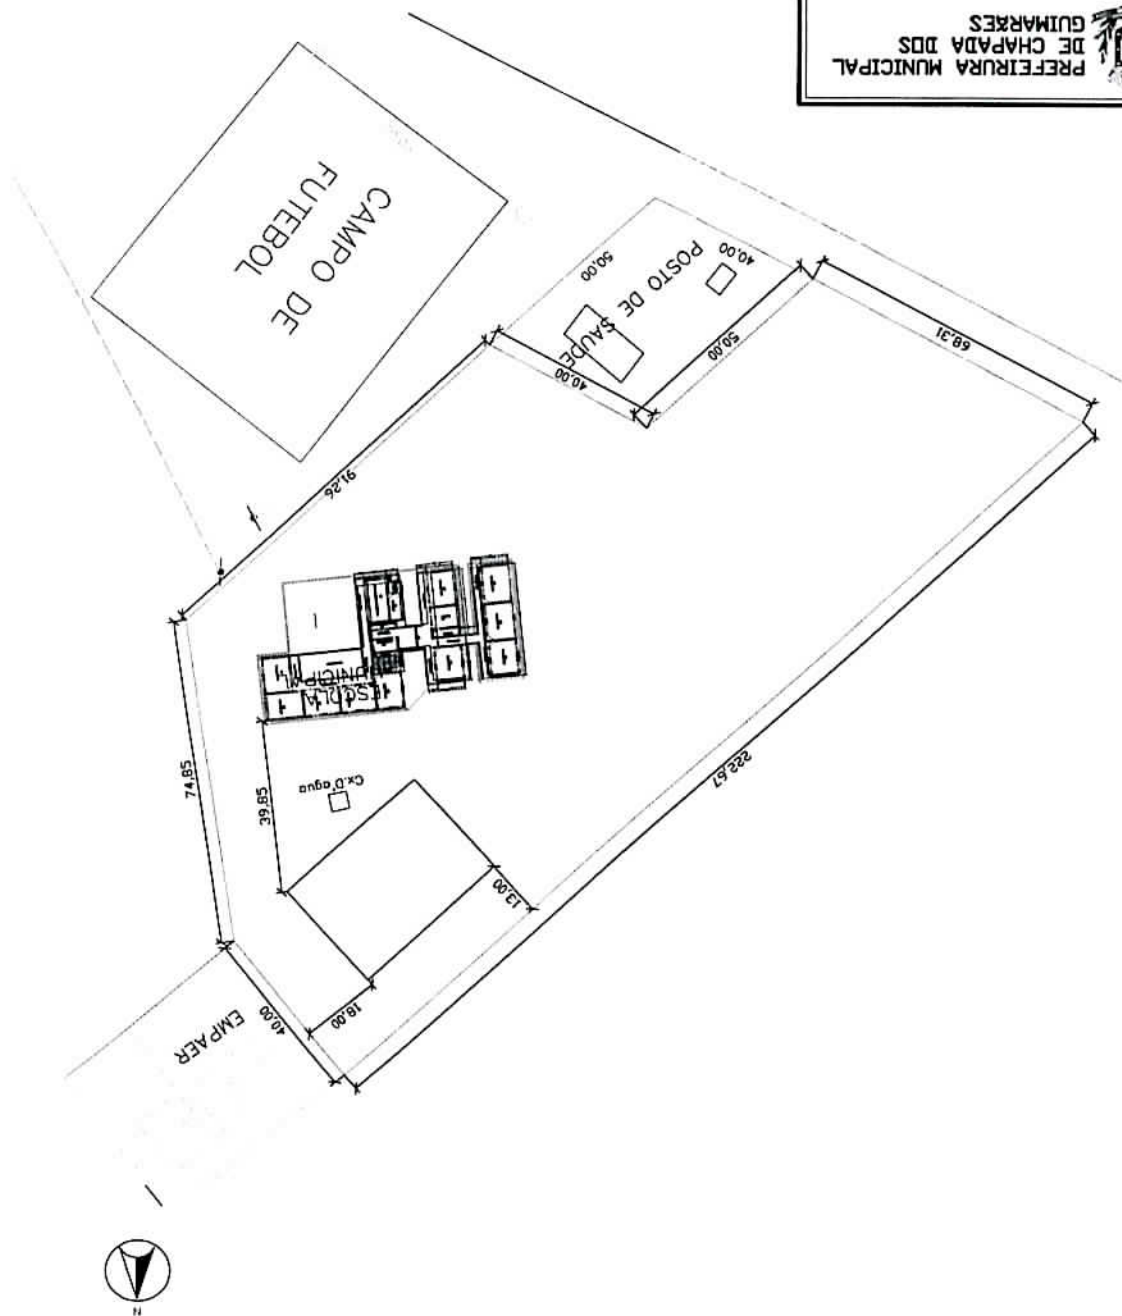 PREFEIRURA MUNICIPAL
DE CHAPADA DOS
GUIMARÃES
CAMPO DE
FUTEBOL
POSTO DE SAUDE
40,00
50,00
40,00
50,00
68,31
91,26
222,67
ESCOLA
MUNICIPAL
74,85
39,85
Cx.D'agua
13,00
18,00
40,00
EMPAER
N